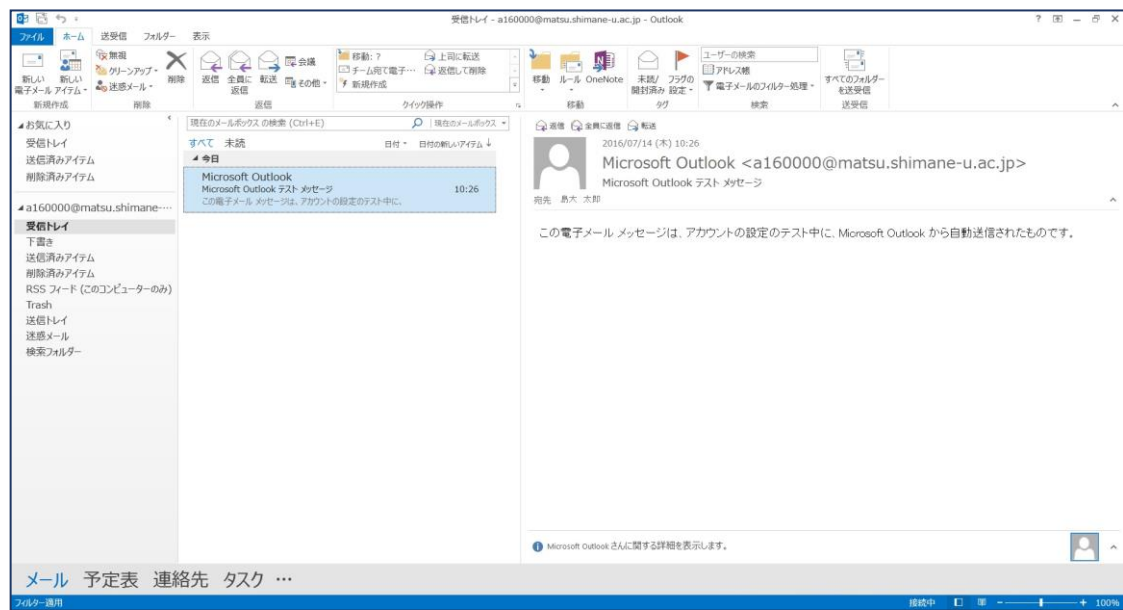 受信トレイ - a160000@matsu.shimane-u.ac.jp - Outlook
ファイル ホーム 送受信 フォルダー 表示
新しい 電子メール
新しい アイテム
新規作成
無視
クリーンアップ
迷惑メール
削除
削除
返信
全員に 返信
転送
会議
その他
返信
移動: ?
チーム宛て電子…
新規作成
上司に転送
返信して削除
クイック操作
移動
ルール
OneNote
移動
未読/ 開封済み
フラグの 設定
タグ
ユーザーの検索
アドレス帳
電子メールのフィルター処理
検索
すべてのフォルダー を送受信
送受信
お気に入り
受信トレイ
送信済みアイテム
削除済みアイテム
a160000@matsu.shimane-…
受信トレイ
下書き
送信済みアイテム
削除済みアイテム
RSS フィード (このコンピューターのみ)
Trash
送信トレイ
迷惑メール
検索フォルダー
現在のメールボックス の検索 (Ctrl+E) 現在のメールボックス
すべて 未読 日付 日付の新しいアイテム ↓
今日
Microsoft Outlook
Microsoft Outlook テスト メッセージ 10:26
この電子メール メッセージは、アカウントの設定のテスト中に、
返信 全員に返信 転送
2016/07/14 (木) 10:26
Microsoft Outlook <a160000@matsu.shimane-u.ac.jp>
Microsoft Outlook テスト メッセージ
宛先 島大 太郎
この電子メール メッセージは、アカウントの設定のテスト中に、Microsoft Outlook から自動送信されたものです。
Microsoft Outlook さんに関する詳細を表示します。
メール 予定表 連絡先 タスク …
フィルター適用 接続中 100%